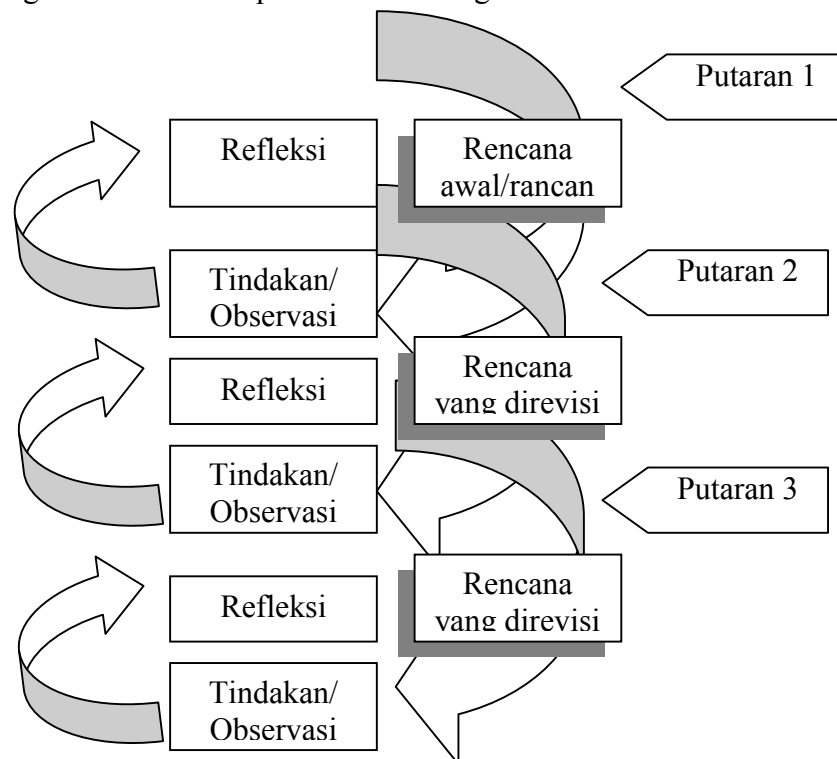 Putaran 1
Refleksi
Rencana
awal/rancan
Tindakan/
Observasi
Putaran 2
Refleksi
Rencana
yang direvisi
Tindakan/
Observasi
Putaran 3
Refleksi
Rencana
yang direvisi
Tindakan/
Observasi